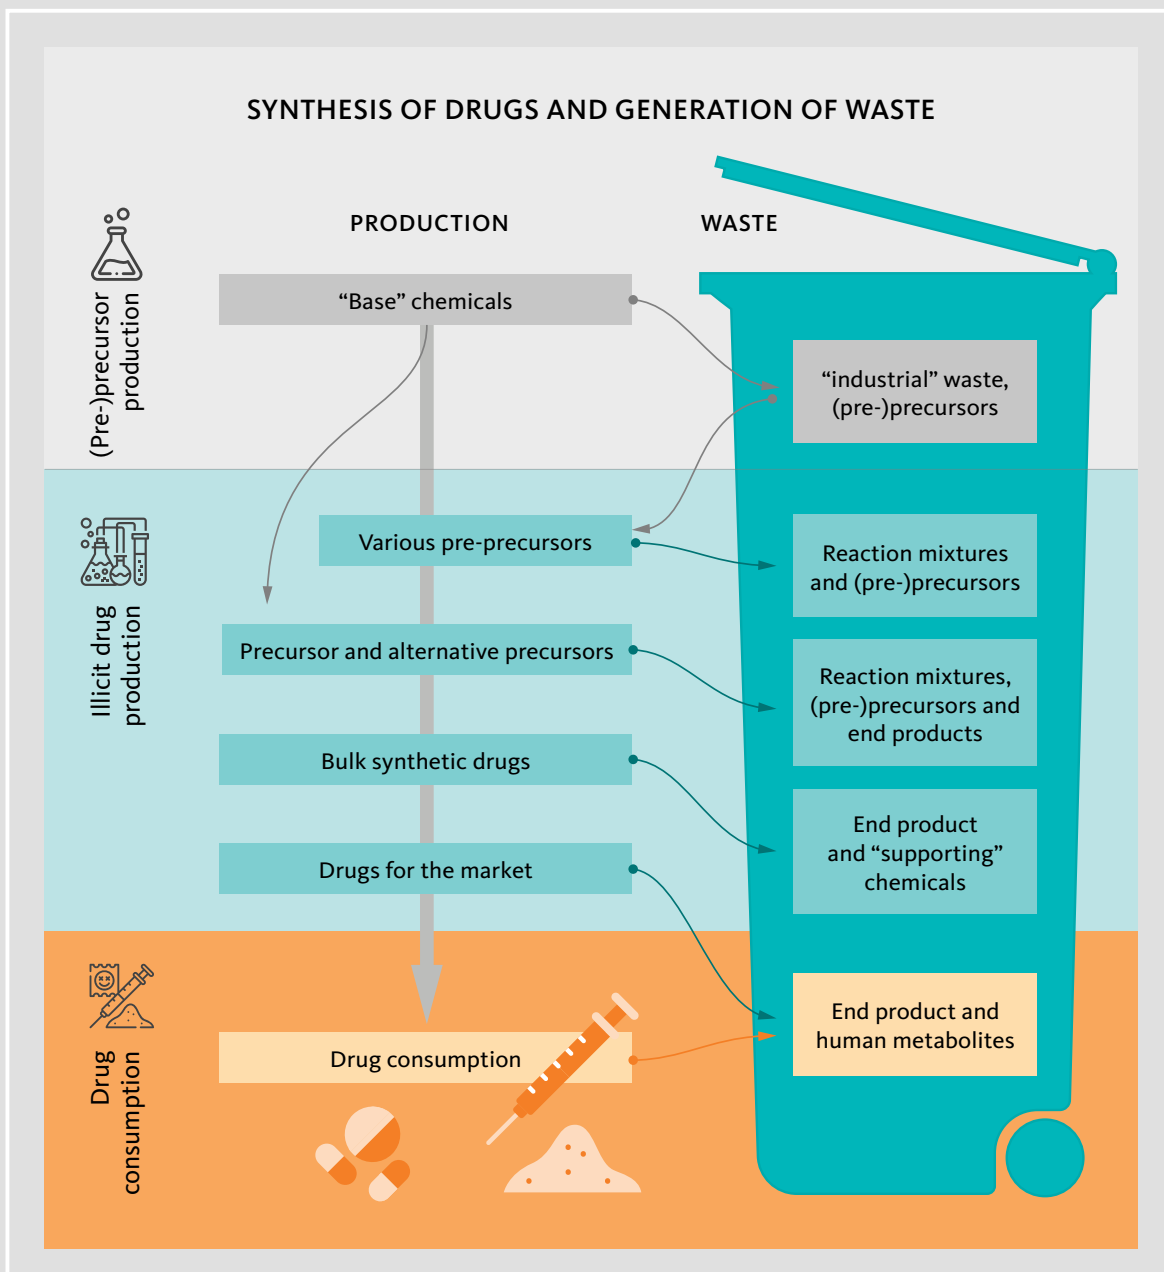 SYNTHESIS OF DRUGS AND GENERATION OF WASTE
PRODUCTION
WASTE
(Pre-)precursor
production
“Base” chemicals
“industrial” waste,
(pre-)precursors
Illicit drug
production
Various pre-precursors
Reaction mixtures
and (pre-)precursors
Precursor and alternative precursors
Reaction mixtures,
(pre-)precursors and
end products
Bulk synthetic drugs
End product
and “supporting”
chemicals
Drugs for the market
Drug
consumption
Drug consumption
End product and
human metabolites